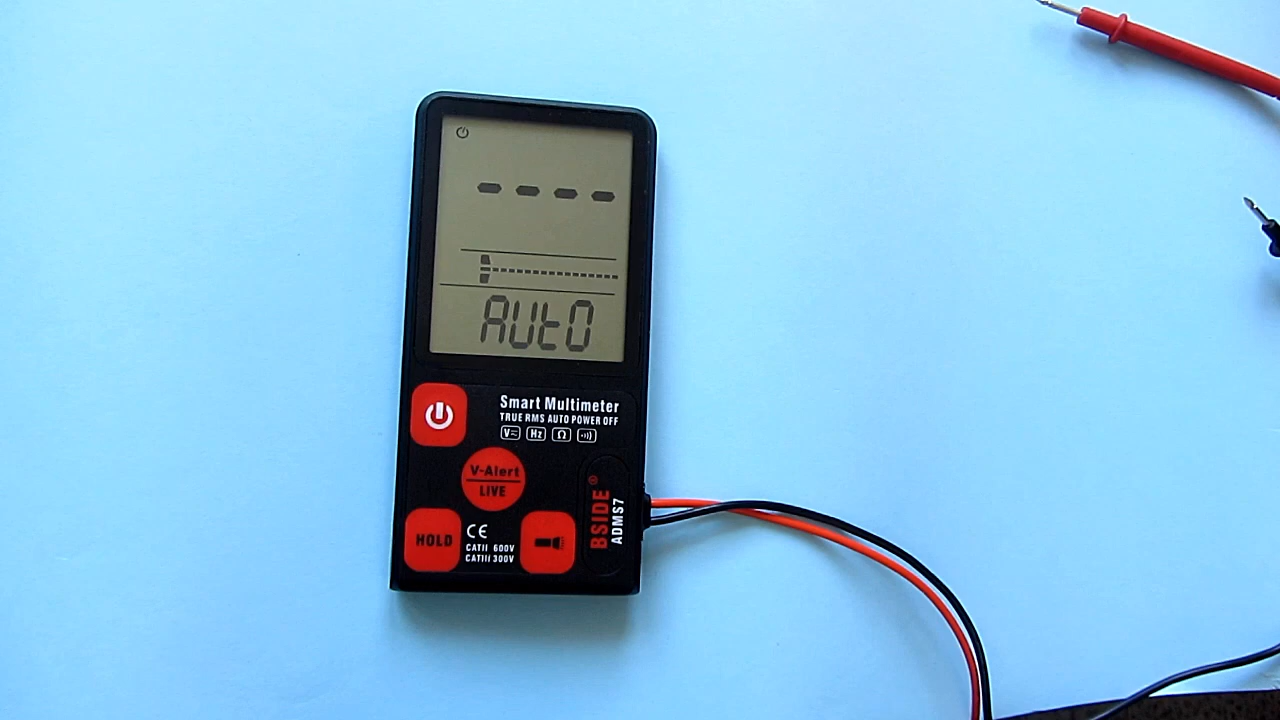 - - - -
AUtO
Smart Multimeter
TRUE RMS AUTO POWER OFF
V Hz Ω
V-Alert
LIVE
BSIDE®
ADMS7
HOLD
CE
CATII 600V
CATIII 300V